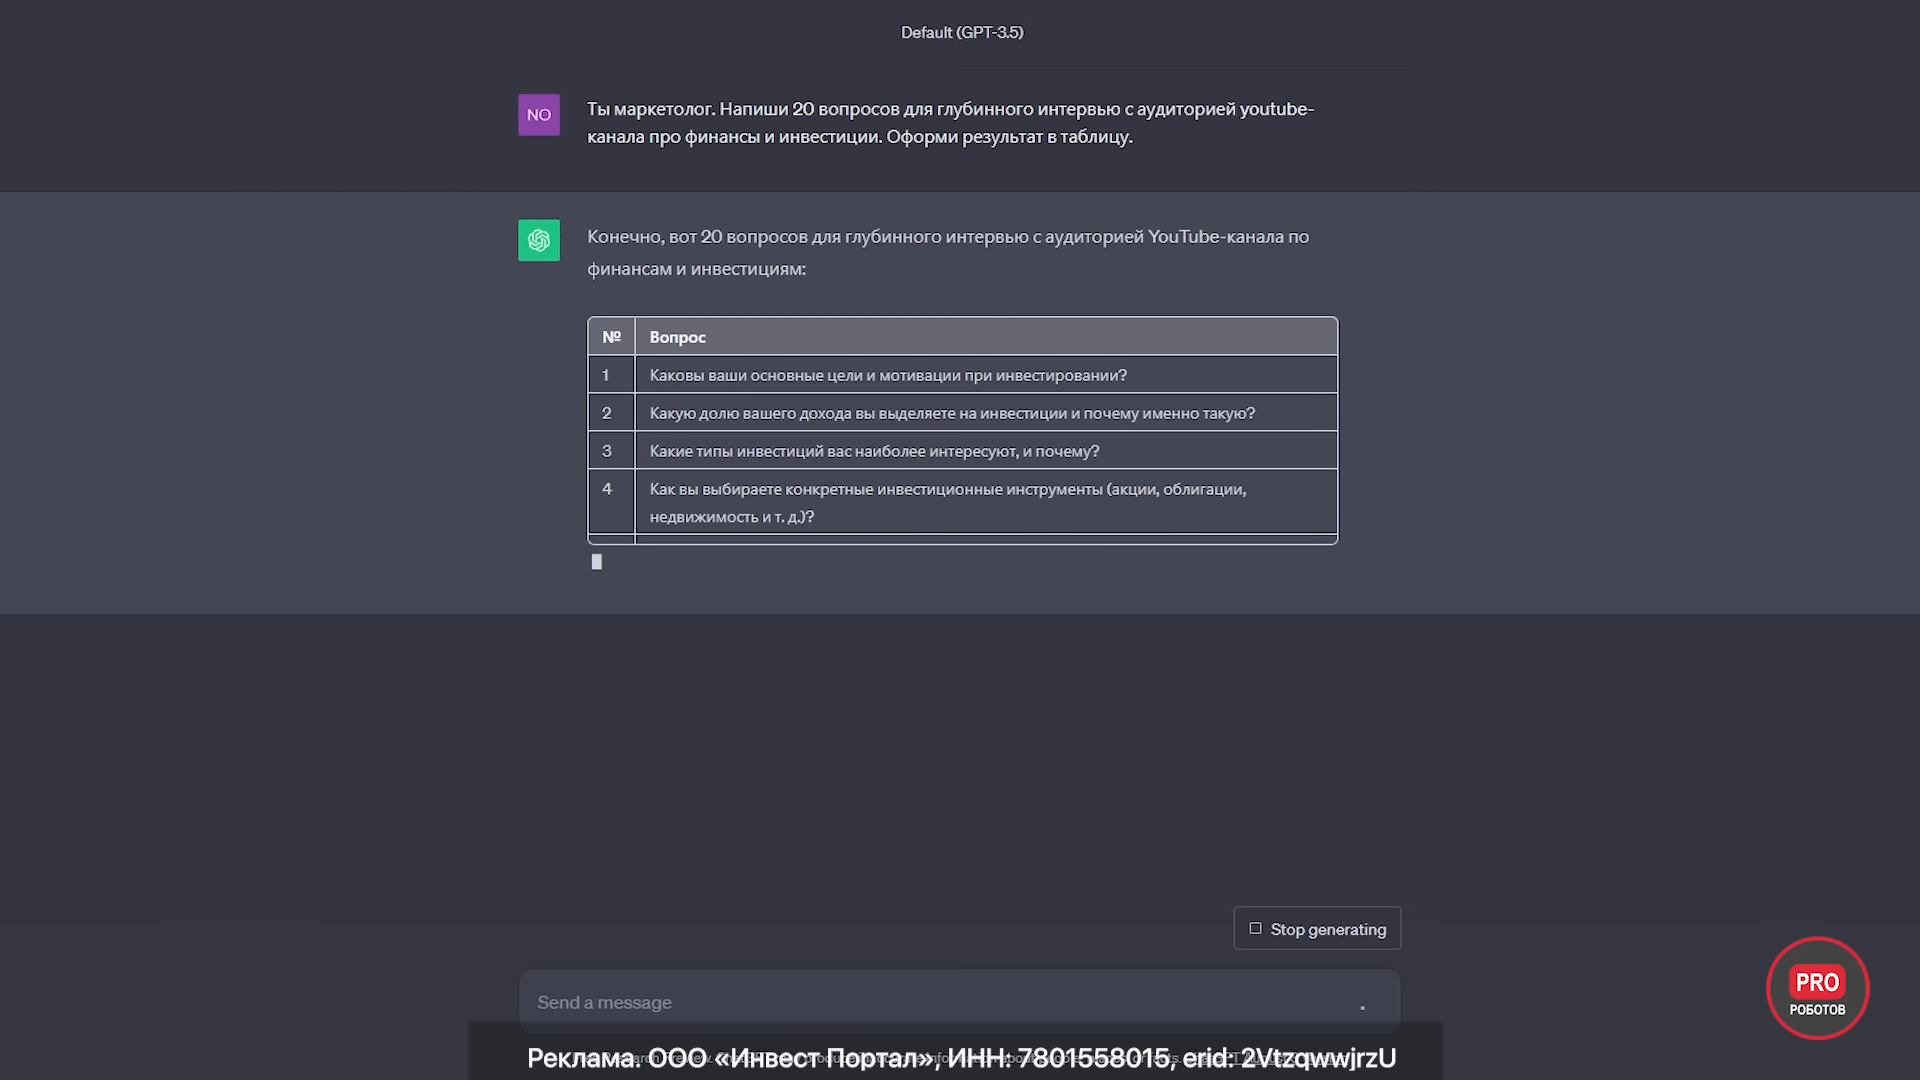 Default (GPT-3.5)
NO
Ты маркетолог. Напиши 20 вопросов для глубинного интервью с аудиторией youtube-
канала про финансы и инвестиции. Оформи результат в таблицу.
Конечно, вот 20 вопросов для глубинного интервью с аудиторией YouTube-канала по
финансам и инвестициям:
№ Вопрос
1 Каковы ваши основные цели и мотивации при инвестировании?
2 Какую долю вашего дохода вы выделяете на инвестиции и почему именно такую?
3 Какие типы инвестиций вас наиболее интересуют, и почему?
4 Как вы выбираете конкретные инвестиционные инструменты (акции, облигации,
недвижимость и т. д.)?
Stop generating
Send a message
PRO
РОБОТОВ
Реклама. ООО «Инвест Портал», ИНН: 7801558015, erid: 2VtzqwwjrzU